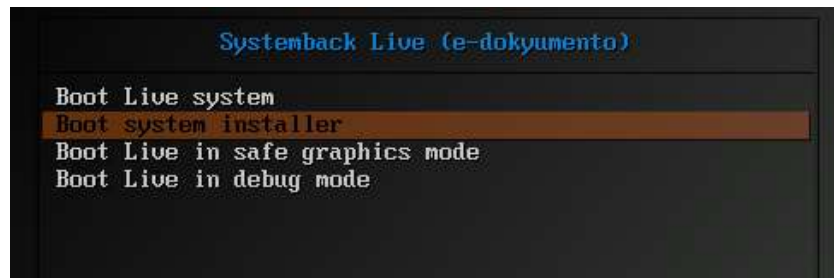 Systemback Live (e-dokyumento)
Boot Live system
Boot system installer
Boot Live in safe graphics mode
Boot Live in debug mode